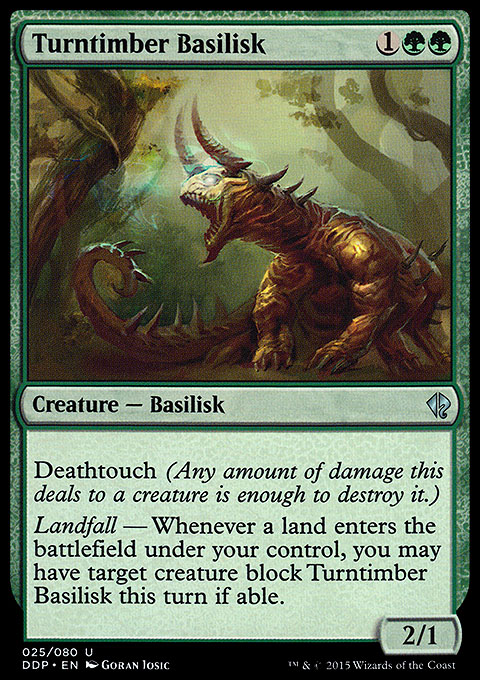 Turntimber Basilisk 1
Creature — Basilisk
Deathtouch (Any amount of damage this
deals to a creature is enough to destroy it.)
Landfall — Whenever a land enters the
battlefield under your control, you may
have target creature block Turntimber
Basilisk this turn if able.
2/1
025/080 U
DDP • EN Goran Josic
™ & © 2015 Wizards of the Coast